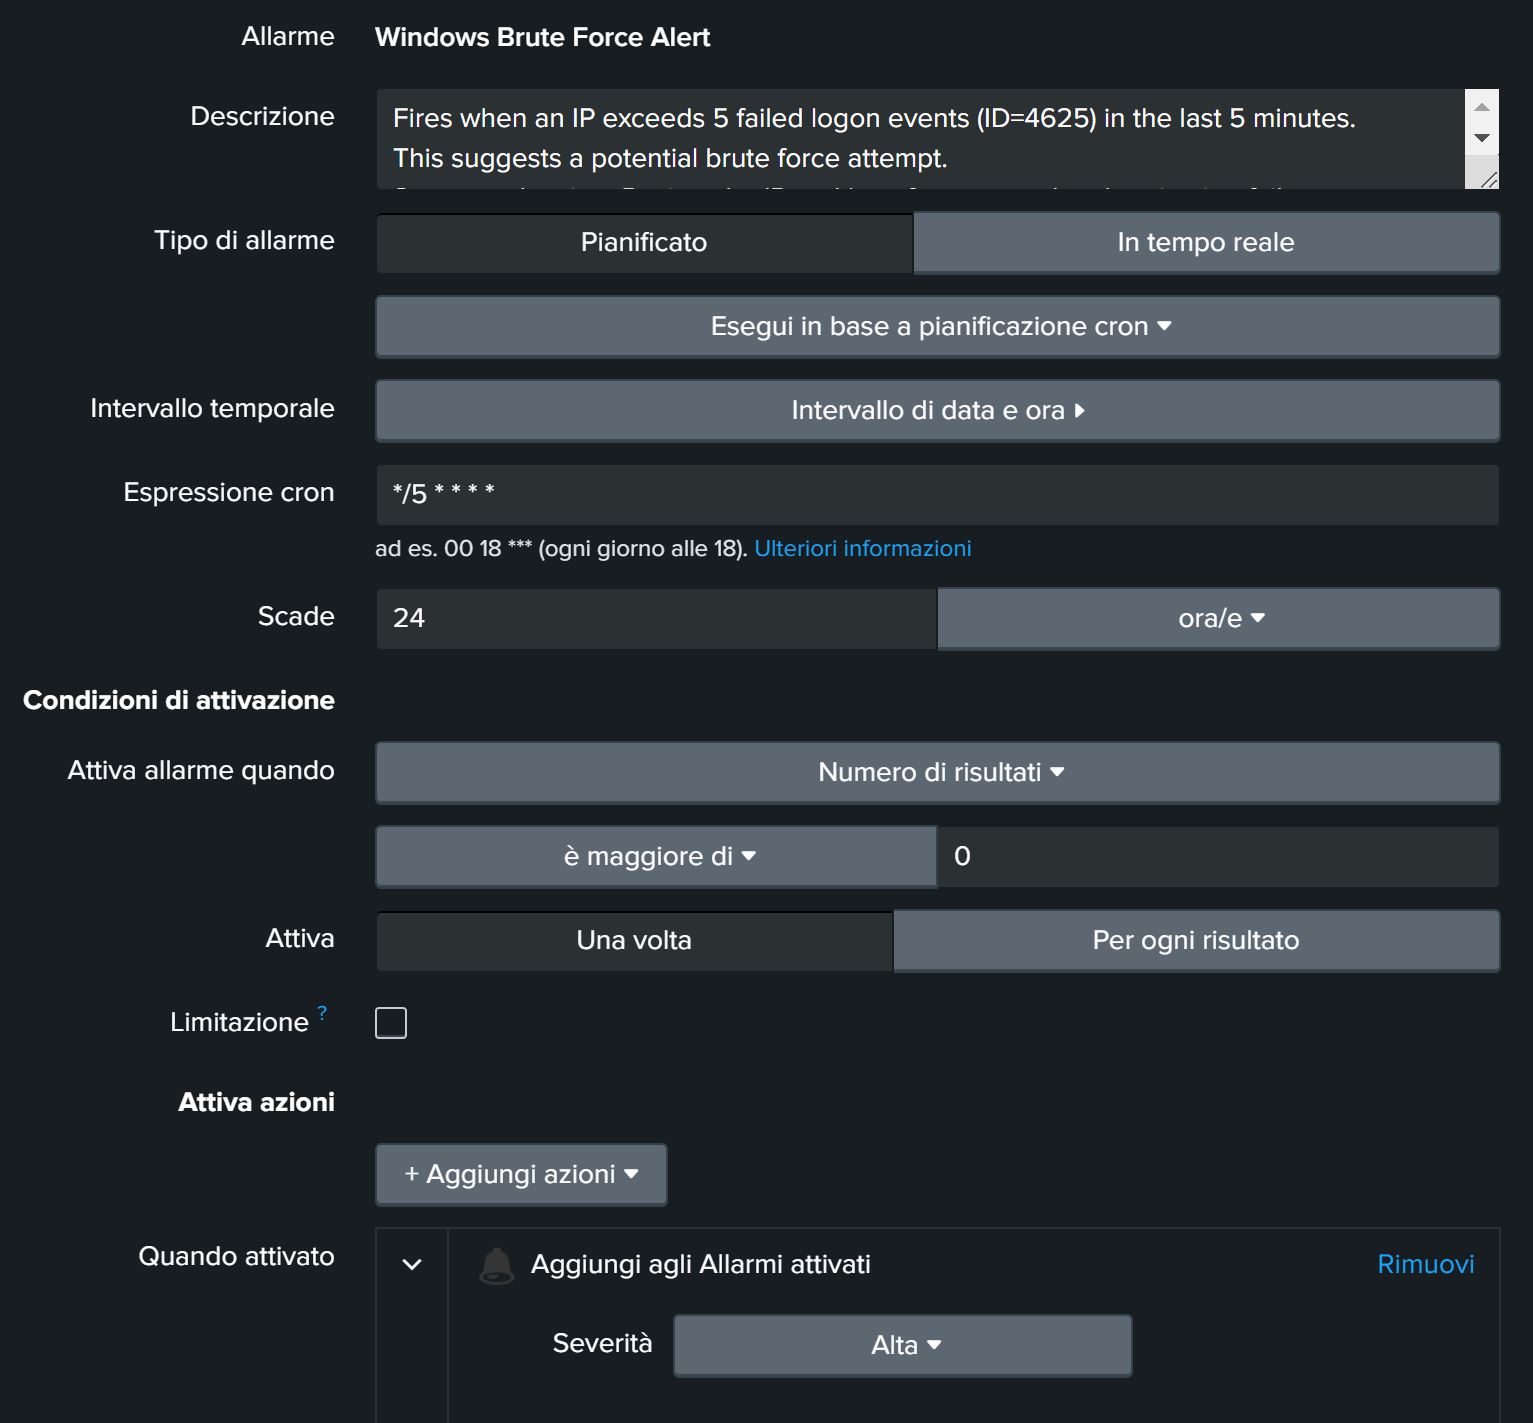 Allarme Windows Brute Force Alert
Descrizione Fires when an IP exceeds 5 failed logon events (ID=4625) in the last 5 minutes.
This suggests a potential brute force attempt.
Tipo di allarme Pianificato In tempo reale
Esegui in base a pianificazione cron
Intervallo temporale Intervallo di data e ora
Espressione cron */5 * * * *
ad es. 00 18 *** (ogni giorno alle 18). Ulteriori informazioni
Scade 24 ora/e
Condizioni di attivazione
Attiva allarme quando Numero di risultati
è maggiore di 0
Attiva Una volta Per ogni risultato
Limitazione ?
Attiva azioni
+ Aggiungi azioni
Quando attivato Aggiungi agli Allarmi attivati Rimuovi
Severità Alta